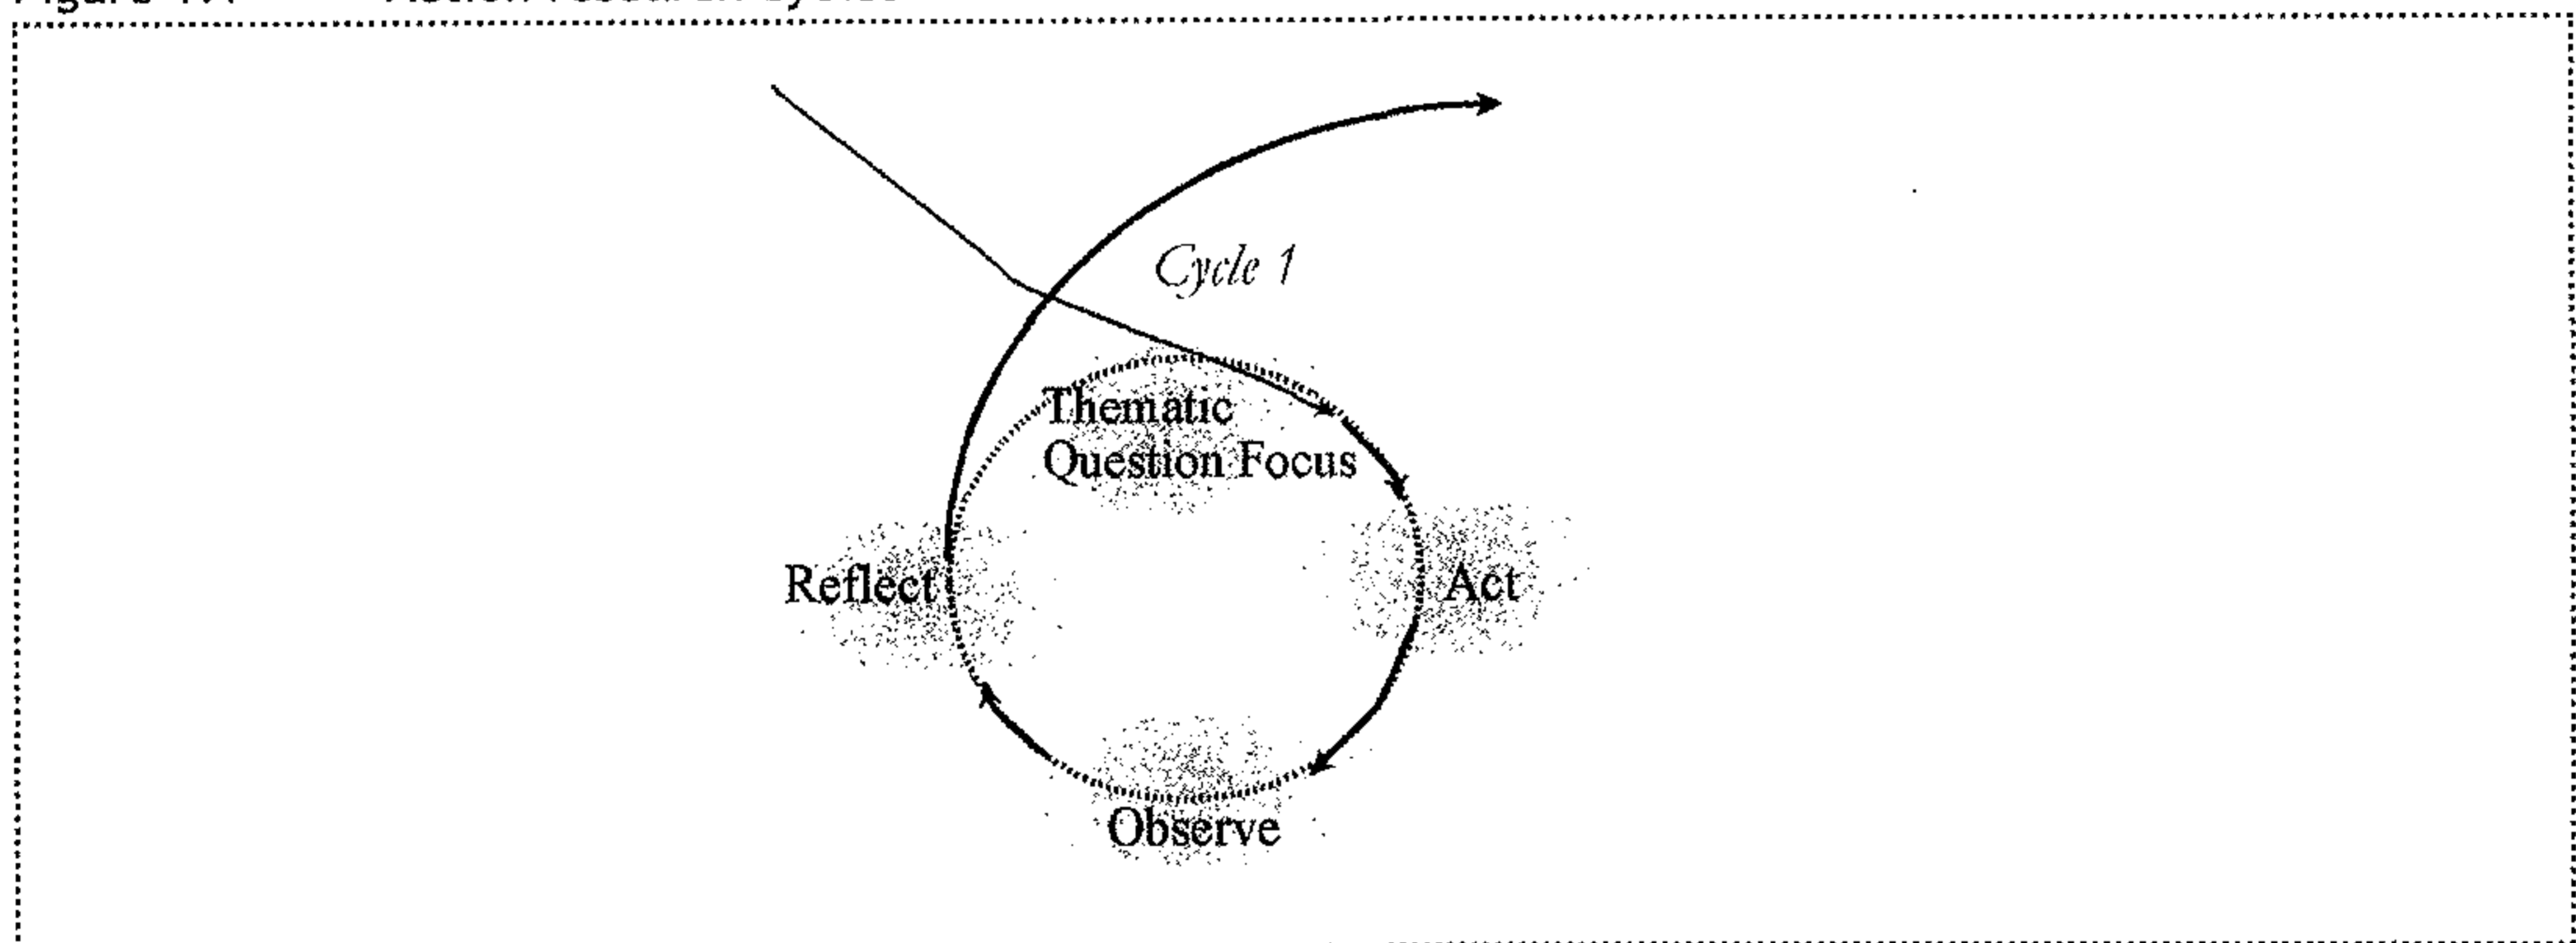 Cycle 1
Thematic
Question Focus
Reflect
Act
Observe